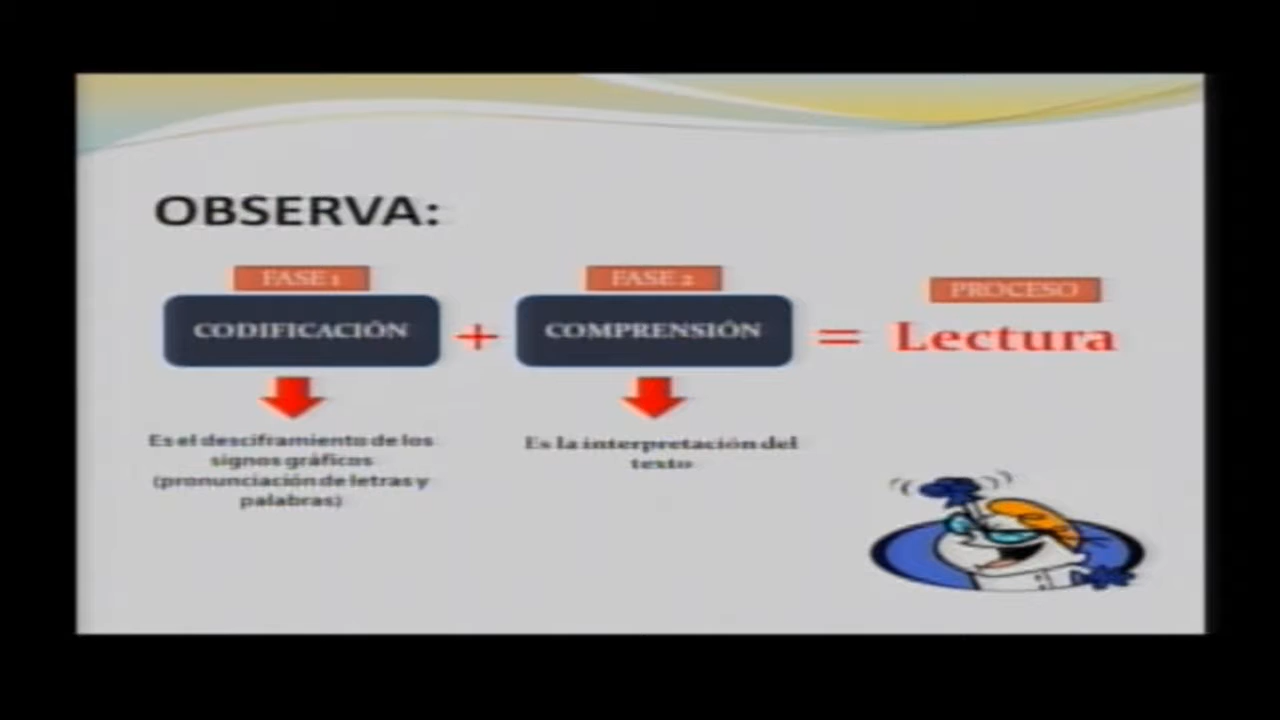 OBSERVA:
FASE 1
CODIFICACIÓN
+
FASE 2
COMPRENSIÓN
=
PROCESO
Lectura
Es el desciframiento de los
signos gráficos
(pronunciación de letras y
palabras)
Es la interpretación del
texto